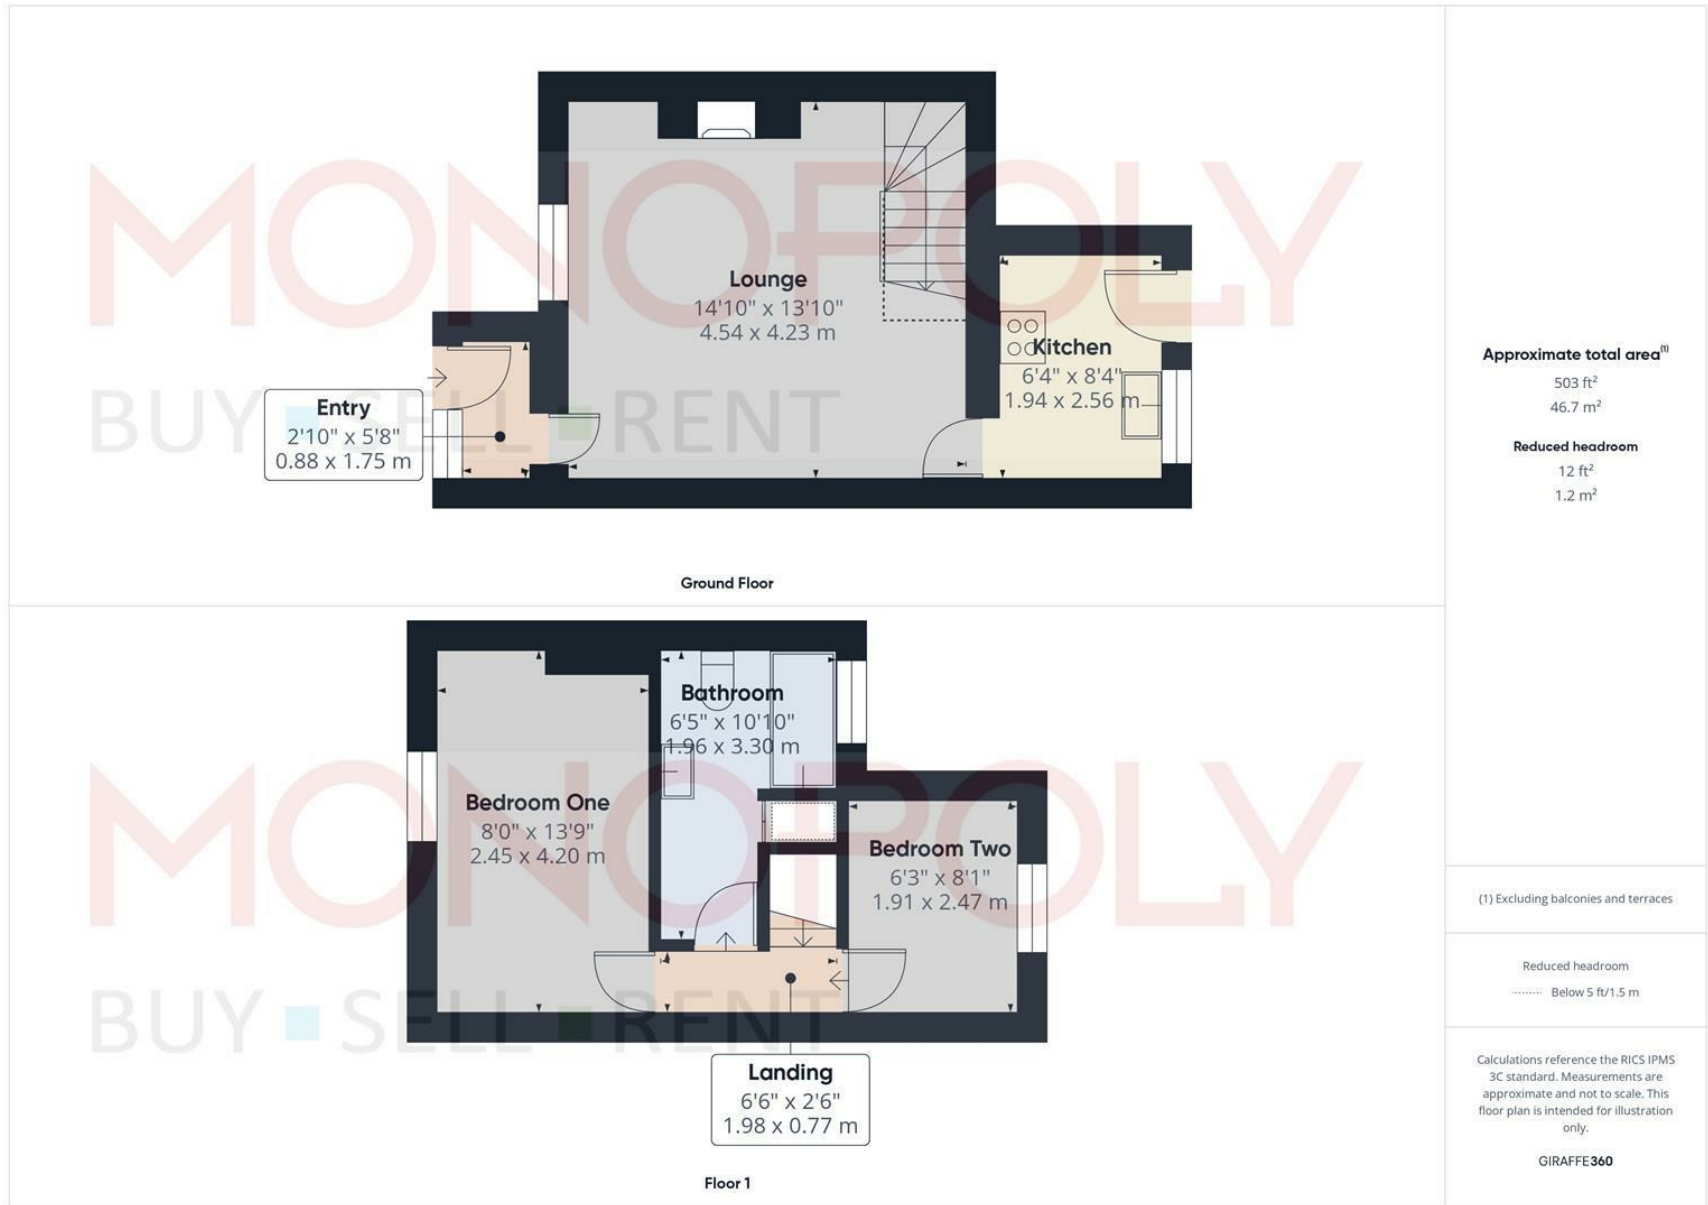 MONOPOLY
BUY SELL RENT
Lounge
14'10" x 13'10"
4.54 x 4.23 m
Kitchen
6'4" x 8'4"
1.94 x 2.56 m
Entry
2'10" x 5'8"
0.88 x 1.75 m
Ground Floor
MONOPOLY
BUY SELL RENT
Bathroom
6'5" x 10'10"
1.96 x 3.30 m
Bedroom One
8'0" x 13'9"
2.45 x 4.20 m
Bedroom Two
6'3" x 8'1"
1.91 x 2.47 m
Landing
6'6" x 2'6"
1.98 x 0.77 m
Floor 1
Approximate total area(1)
503 ft²
46.7 m²
Reduced headroom
12 ft²
1.2 m²
(1) Excluding balconies and terraces
Reduced headroom
Below 5 ft/1.5 m
Calculations reference the RICS IPMS
3C standard. Measurements are
approximate and not to scale. This
floor plan is intended for illustration
only.
GIRAFFE360